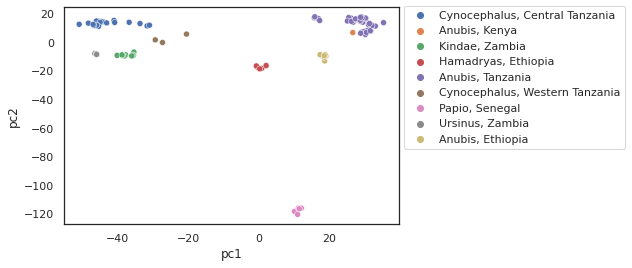 20
0
−20
−40
−60
−80
−100
−120
pc2
−40
−20
0
20
pc1
Cynocephalus, Central Tanzania
Anubis, Kenya
Kindae, Zambia
Hamadryas, Ethiopia
Anubis, Tanzania
Cynocephalus, Western Tanzania
Papio, Senegal
Ursinus, Zambia
Anubis, Ethiopia